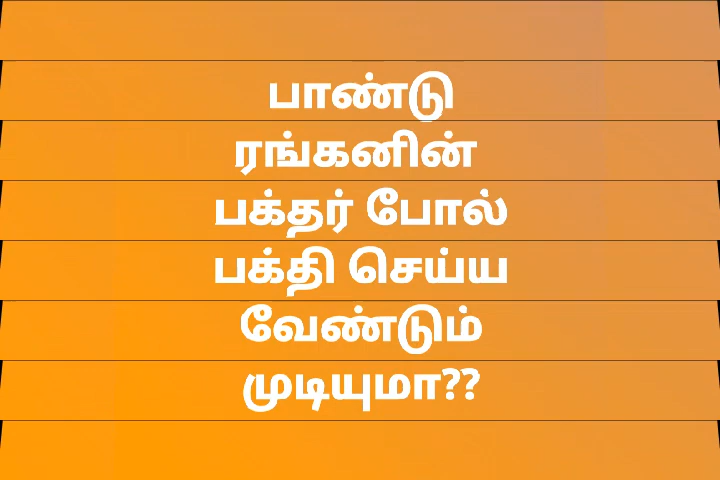 பாண்டு
ரங்கனின்
பக்தர் போல்
பக்தி செய்ய
வேண்டும்
முடியுமா??